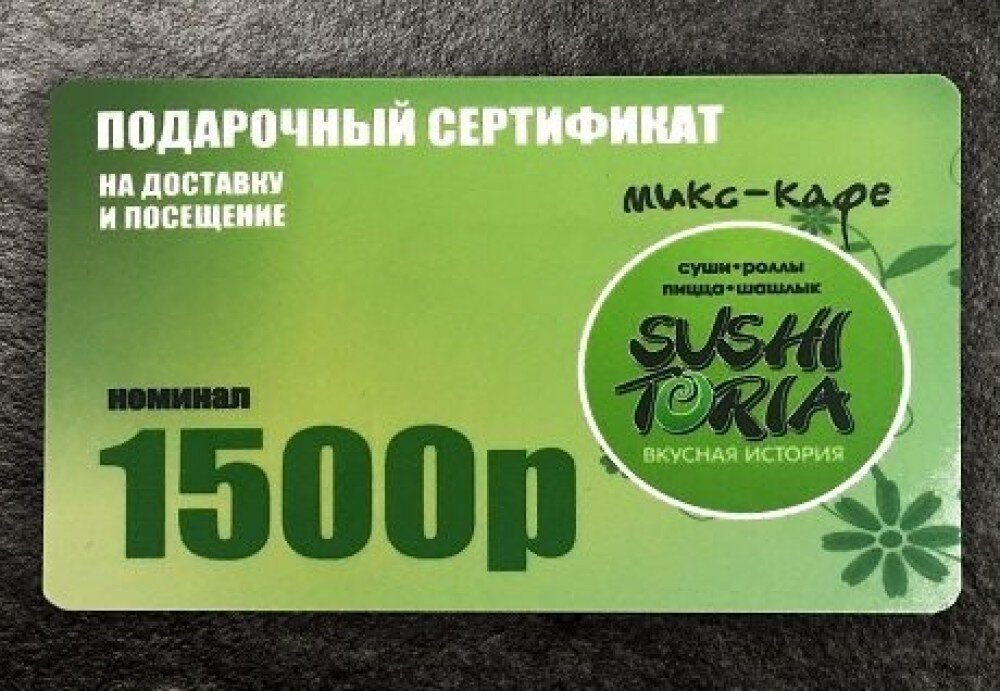 ПОДАРОЧНЫЙ СЕРТИФИКАТ
НА ДОСТАВКУ
И ПОСЕЩЕНИЕ
микс-кафе
суши•роллы
пицца•шашлык
SUSHI
TORIA
ВКУСНАЯ ИСТОРИЯ
номинал
1500р